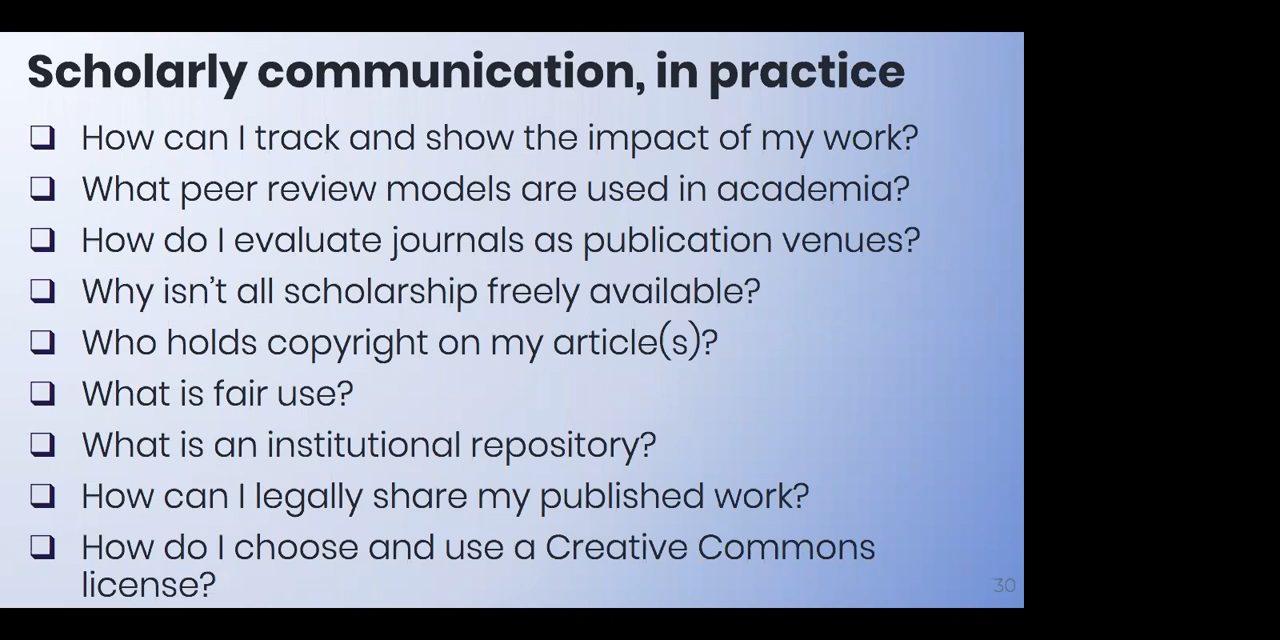 Scholarly communication, in practice
❑ How can I track and show the impact of my work?
❑ What peer review models are used in academia?
❑ How do I evaluate journals as publication venues?
❑ Why isn’t all scholarship freely available?
❑ Who holds copyright on my article(s)?
❑ What is fair use?
❑ What is an institutional repository?
❑ How can I legally share my published work?
❑ How do I choose and use a Creative Commons
license?
30